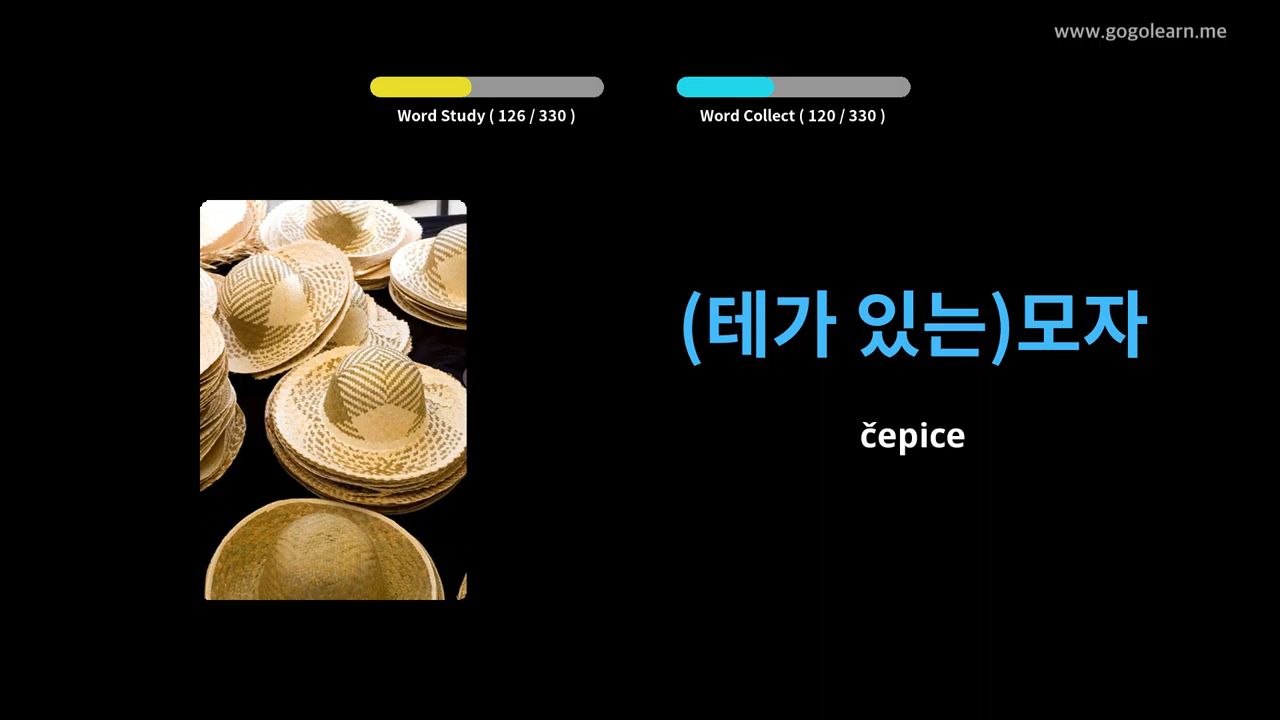 www.gogolearn.me
Word Study ( 126 / 330 )
Word Collect ( 120 / 330 )
(테가 있는)모자
čepice